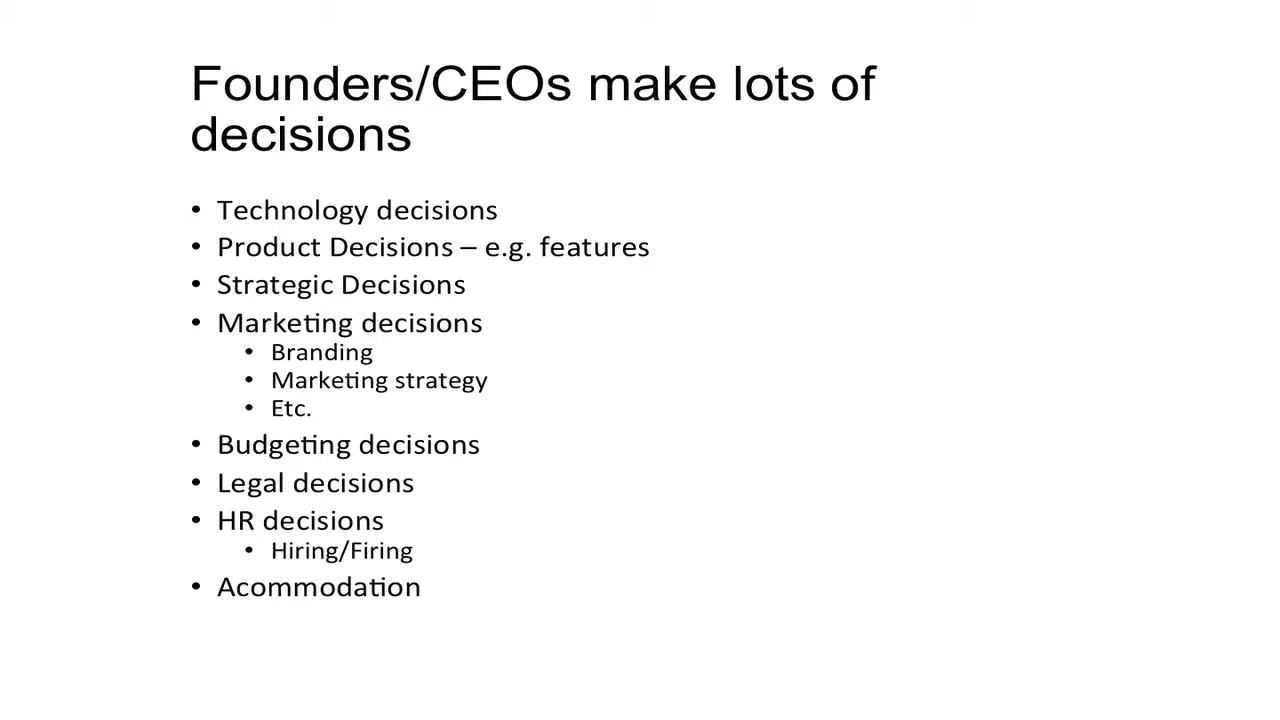 Founders/CEOs make lots of
decisions
• Technology decisions
• Product Decisions – e.g. features
• Strategic Decisions
• Marketing decisions
• Branding
• Marketing strategy
• Etc.
• Budgeting decisions
• Legal decisions
• HR decisions
• Hiring/Firing
• Acommodation